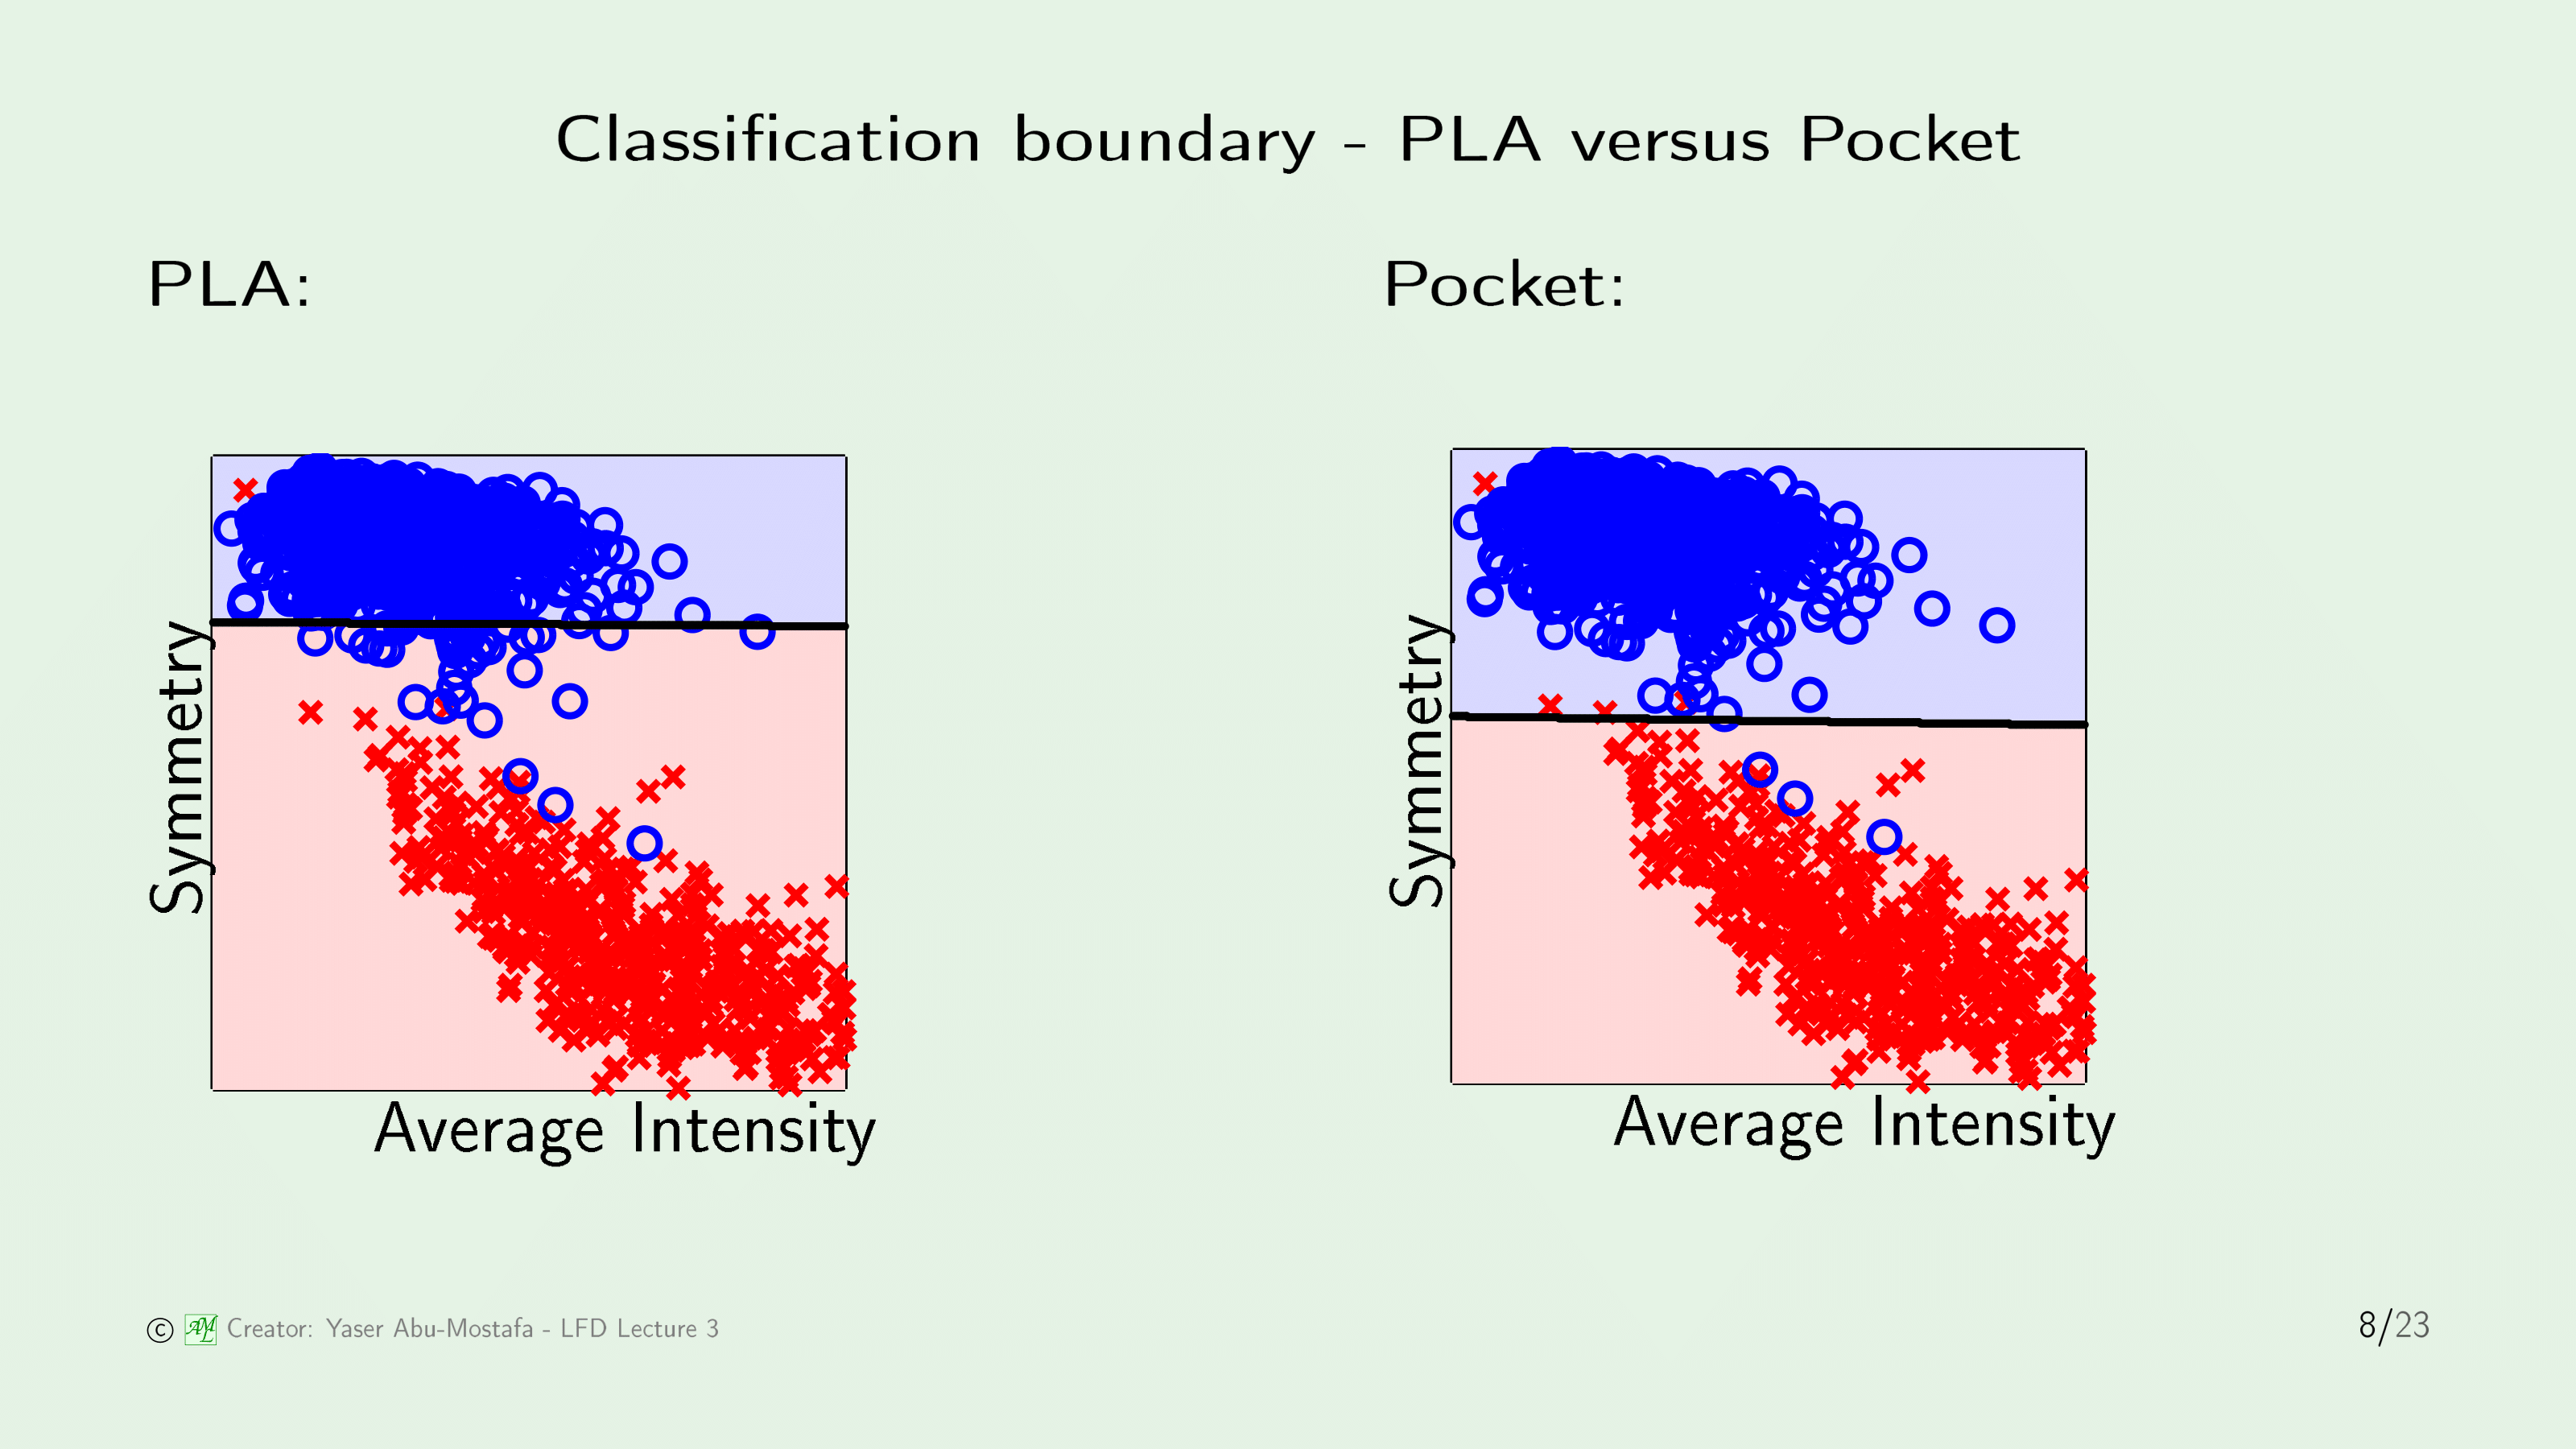 Classification boundary - PLA versus Pocket
PLA:
Pocket:
Symmetry
Average Intensity
Symmetry
Average Intensity
© AML Creator: Yaser Abu-Mostafa - LFD Lecture 3
8/23